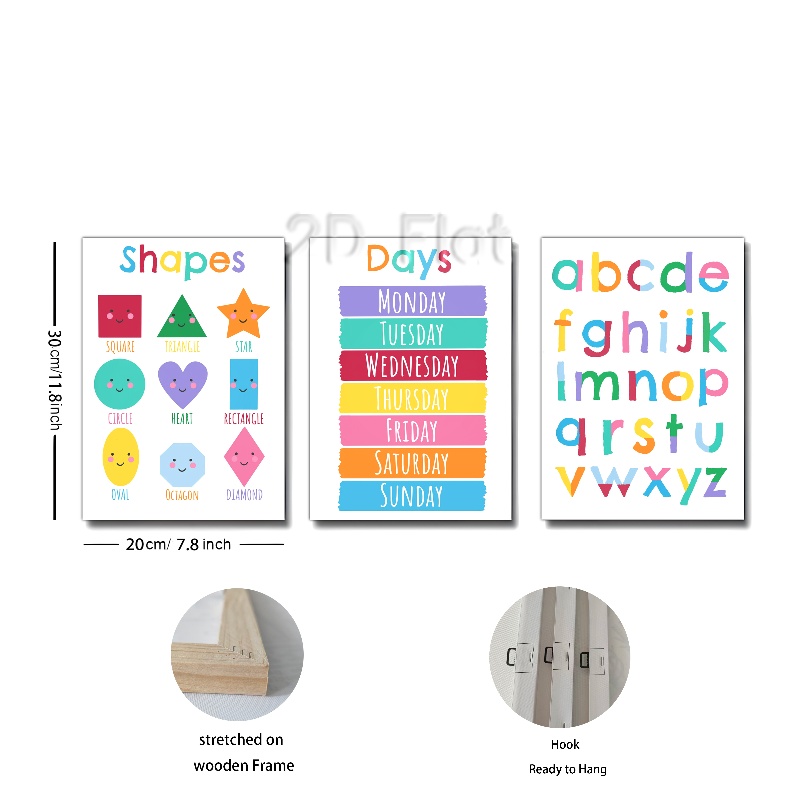 2D Flat
Shapes
SQUARE TRIANGLE STAR
CIRCLE HEART RECTANGLE
OVAL OCTAGON DIAMOND
Days
MONDAY
TUESDAY
WEDNESDAY
THURSDAY
FRIDAY
SATURDAY
SUNDAY
abcde
fghijk
lmnop
qrstu
vwxyz
30cm/11.8inch
20cm/ 7.8 inch
stretched on
wooden Frame
Hook
Ready to Hang